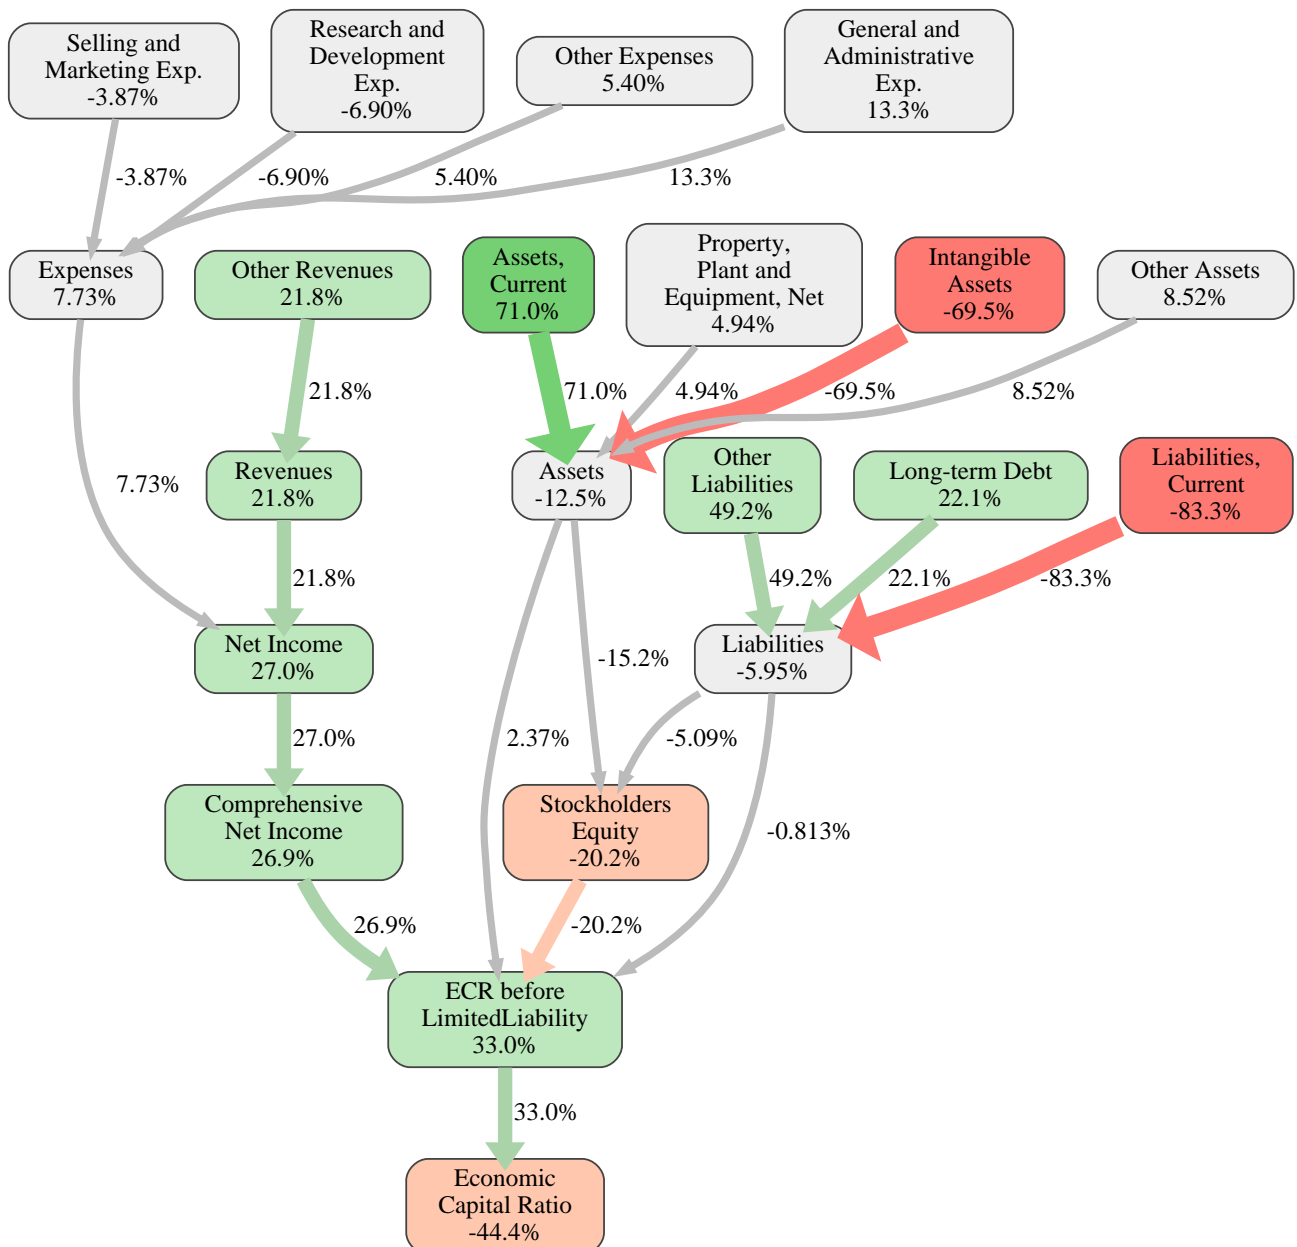 Selling and
Marketing Exp.
-3.87%
Research and
Development
Exp.
-6.90%
Other Expenses
5.40%
General and
Administrative
Exp.
13.3%
-3.87%
-6.90%
5.40%
13.3%
Expenses
7.73%
Other Revenues
21.8%
Assets,
Current
71.0%
Property,
Plant and
Equipment, Net
4.94%
Intangible
Assets
-69.5%
Other Assets
8.52%
21.8%
71.0%
4.94%
-69.5%
8.52%
7.73%
Revenues
21.8%
Assets
-12.5%
Other
Liabilities
49.2%
Long-term Debt
22.1%
Liabilities,
Current
-83.3%
21.8%
49.2%
22.1%
-83.3%
Net Income
27.0%
-15.2%
Liabilities
-5.95%
27.0%
2.37%
-5.09%
Comprehensive
Net Income
26.9%
Stockholders
Equity
-20.2%
-0.813%
26.9%
-20.2%
ECR before
LimitedLiability
33.0%
33.0%
Economic
Capital Ratio
-44.4%